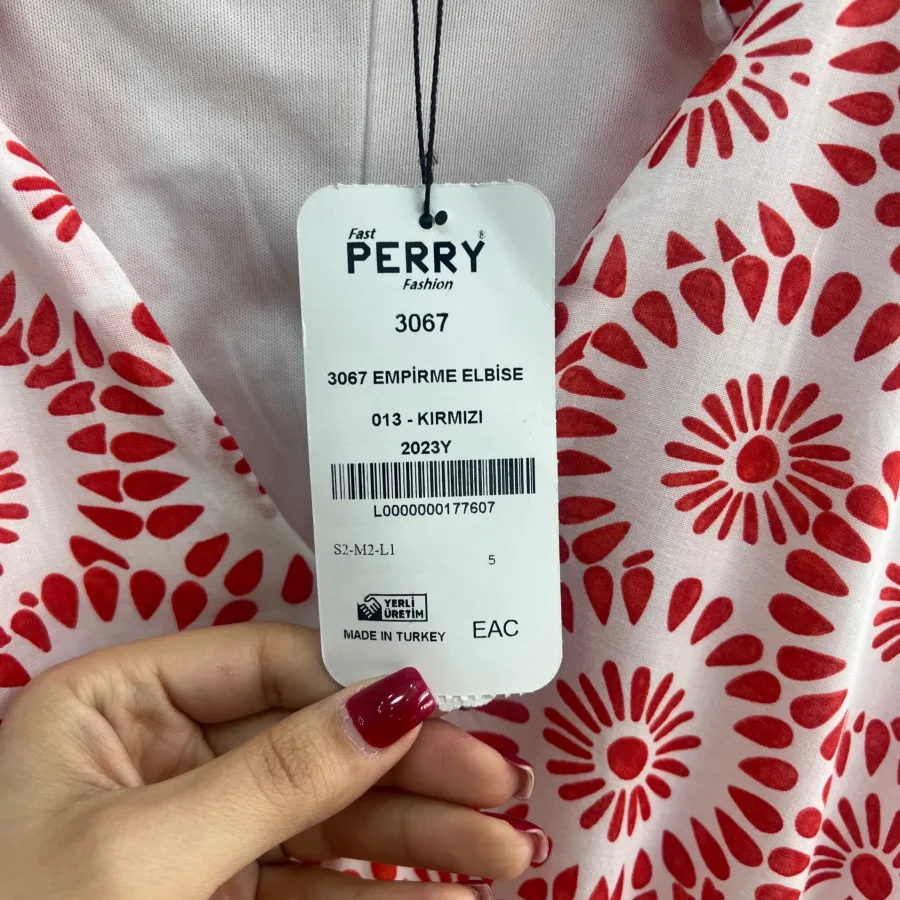 Fast
PERRY®
Fashion
3067
3067 EMPİRME ELBİSE
013 - KIRMIZI
2023Y
L0000000177607
S2-M2-L1
5
YERLİ
ÜRETİM
MADE IN TURKEY
EAC